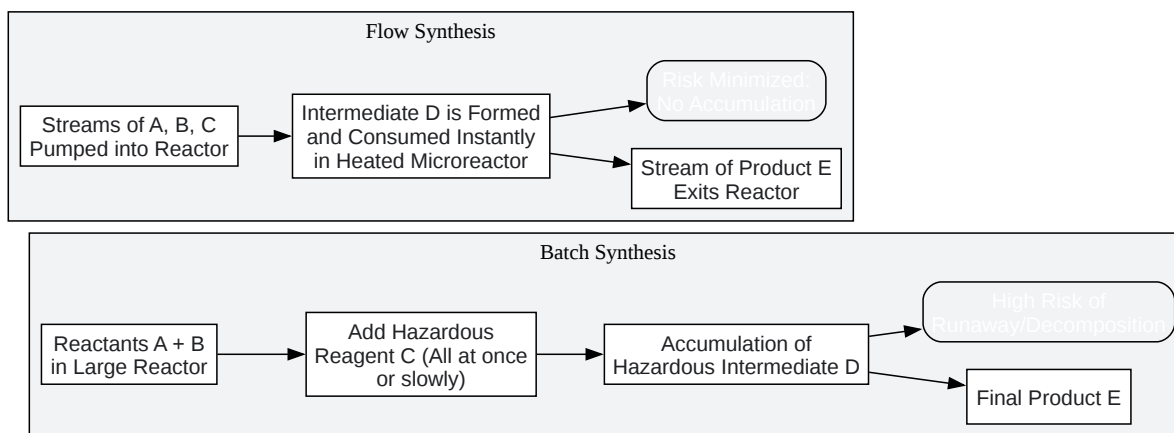 Flow Synthesis
Streams of A, B, C
Pumped into Reactor
Intermediate D is Formed
and Consumed Instantly
in Heated Microreactor
Risk Minimized:
No Accumulation
Stream of Product E
Exits Reactor
Batch Synthesis
Reactants A + B
in Large Reactor
Add Hazardous
Reagent C (All at once
or slowly)
Accumulation of
Hazardous Intermediate D
High Risk of
Runaway/Decomposition
Final Product E